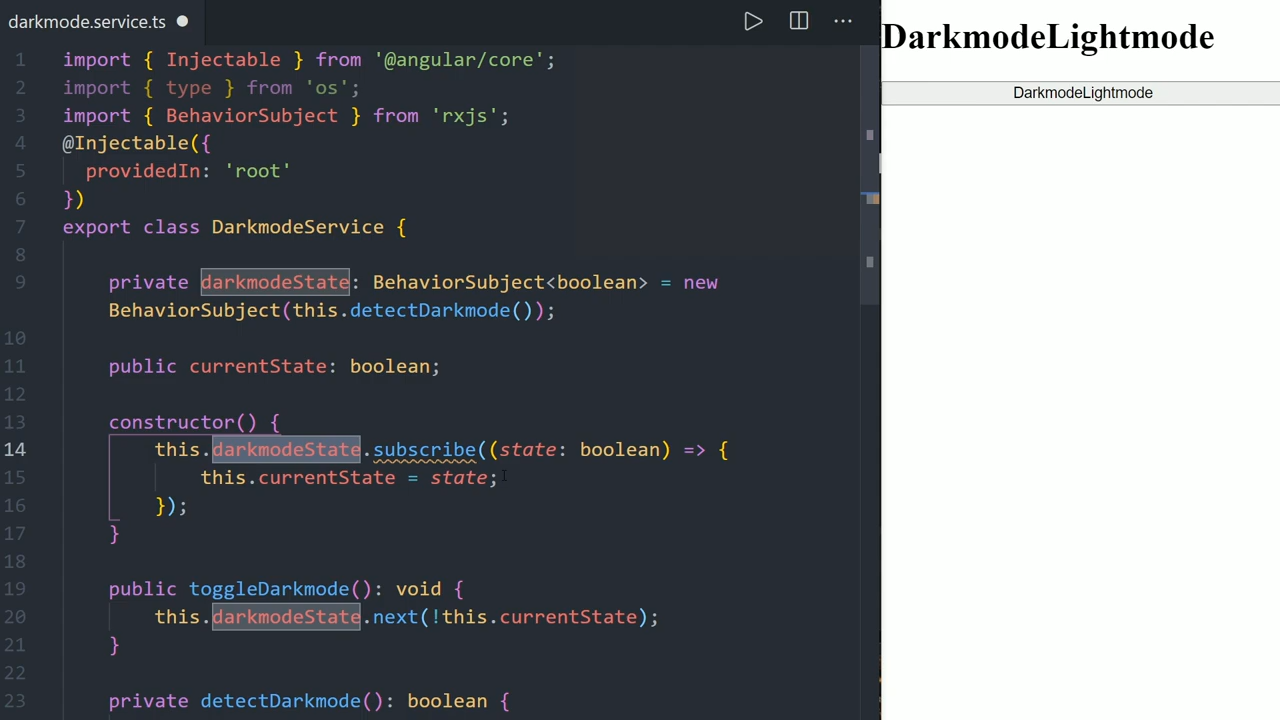 darkmode.service.ts
1 import { Injectable } from '@angular/core';
2 import { type } from 'os';
3 import { BehaviorSubject } from 'rxjs';
4 @Injectable({
5 providedIn: 'root'
6 })
7 export class DarkmodeService {
8
9 private darkmodeState: BehaviorSubject<boolean> = new
BehaviorSubject(this.detectDarkmode());
10
11 public currentState: boolean;
12
13 constructor() {
14 this.darkmodeState.subscribe((state: boolean) => {
15 this.currentState = state;
16 });
17 }
18
19 public toggleDarkmode(): void {
20 this.darkmodeState.next(!this.currentState);
21 }
22
23 private detectDarkmode(): boolean {
DarkmodeLightmode
DarkmodeLightmode